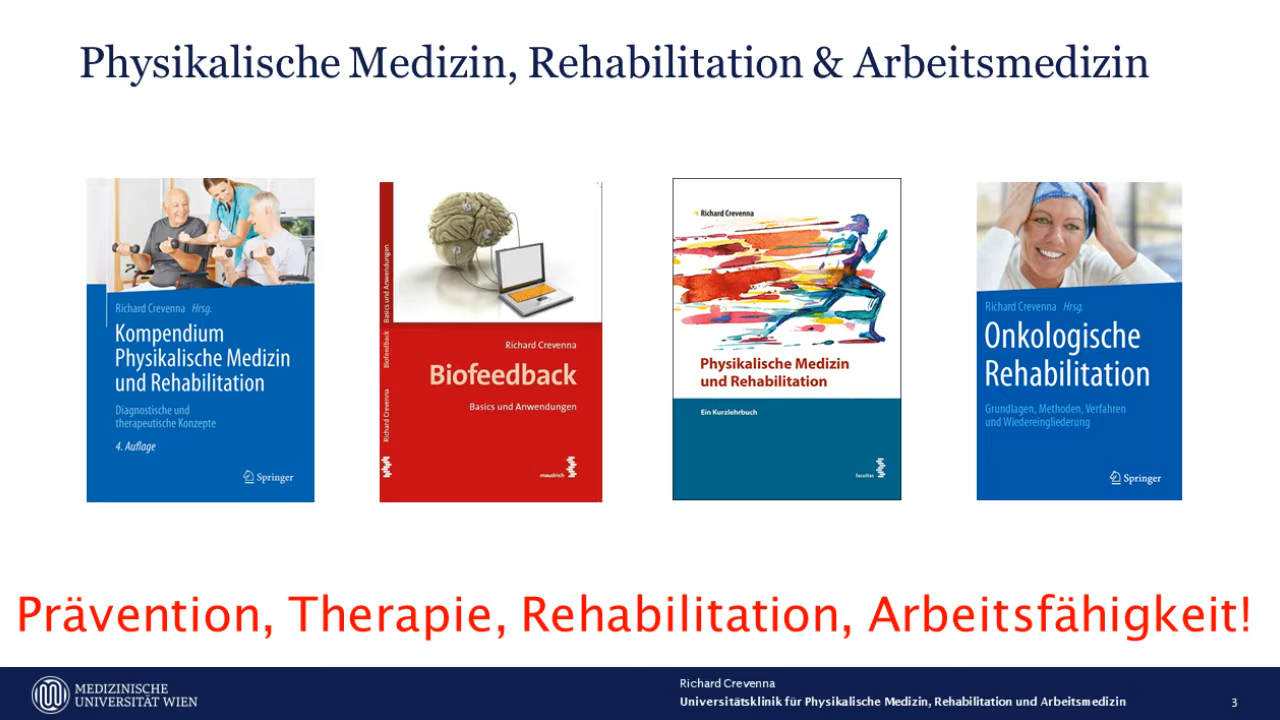 Physikalische Medizin, Rehabilitation & Arbeitsmedizin
Richard Crevenna Hrsg.
Kompendium
Physikalische Medizin
und Rehabilitation
Diagnostische und
therapeutische Konzepte
4. Auflage
Springer
Basics und Anwendungen
Biofeedback
Richard Crevenna
Richard Crevenna
Biofeedback
Basics und Anwendungen
maudrich
Richard Crevenna
Physikalische Medizin
und Rehabilitation
Ein Kurzlehrbuch
facultas
Richard Crevenna Hrsg.
Onkologische
Rehabilitation
Grundlagen, Methoden, Verfahren
und Wiedereingliederung
Springer
Prävention, Therapie, Rehabilitation, Arbeitsfähigkeit!
MEDIZINISCHE
UNIVERSITÄT WIEN
Richard Crevenna
Universitätsklinik für Physikalische Medizin, Rehabilitation und Arbeitsmedizin
3